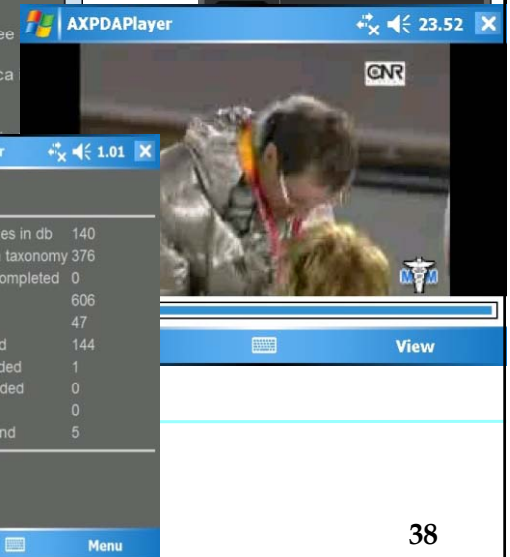 ee
AXPDAPlayer
23.52
ca
CNR
r
1.01
es in db 140
taxonomy 376
ompleted 0
606
47
d 144
ded 1
ded 0
0
nd 5
View
Menu
38